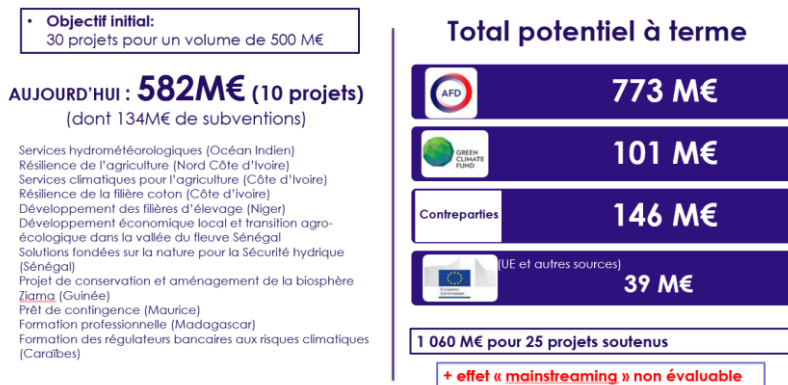 • Objectif initial:
30 projets pour un volume de 500 M€
AUJOURD'HUI : 582M€ (10 projets)
(dont 134M€ de subventions)
Services hydrométéorologiques (Océan Indien)
Résilience de l'agriculture (Nord Côte d'Ivoire)
Services climatiques pour l'agriculture (Côte d'Ivoire)
Résilience de la filière coton (Côte d'ivoire)
Développement des filières d'élevage (Niger)
Développement économique local et transition agro-
écologique dans la vallée du fleuve Sénégal
Solutions fondées sur la nature pour la Sécurité hydrique
(Sénégal)
Projet de conservation et aménagement de la biosphère
Ziama (Guinée)
Prêt de contingence (Maurice)
Formation professionnelle (Madagascar)
Formation des régulateurs bancaires aux risques climatiques
(Caraïbes)
Total potentiel à terme
AFD
773 M€
GREEN
CLIMATE
FUND
101 M€
Contreparties
146 M€
(UE et autres sources)
European
Commission
39 M€
1 060 M€ pour 25 projets soutenus
+ effet « mainstreaming » non évaluable